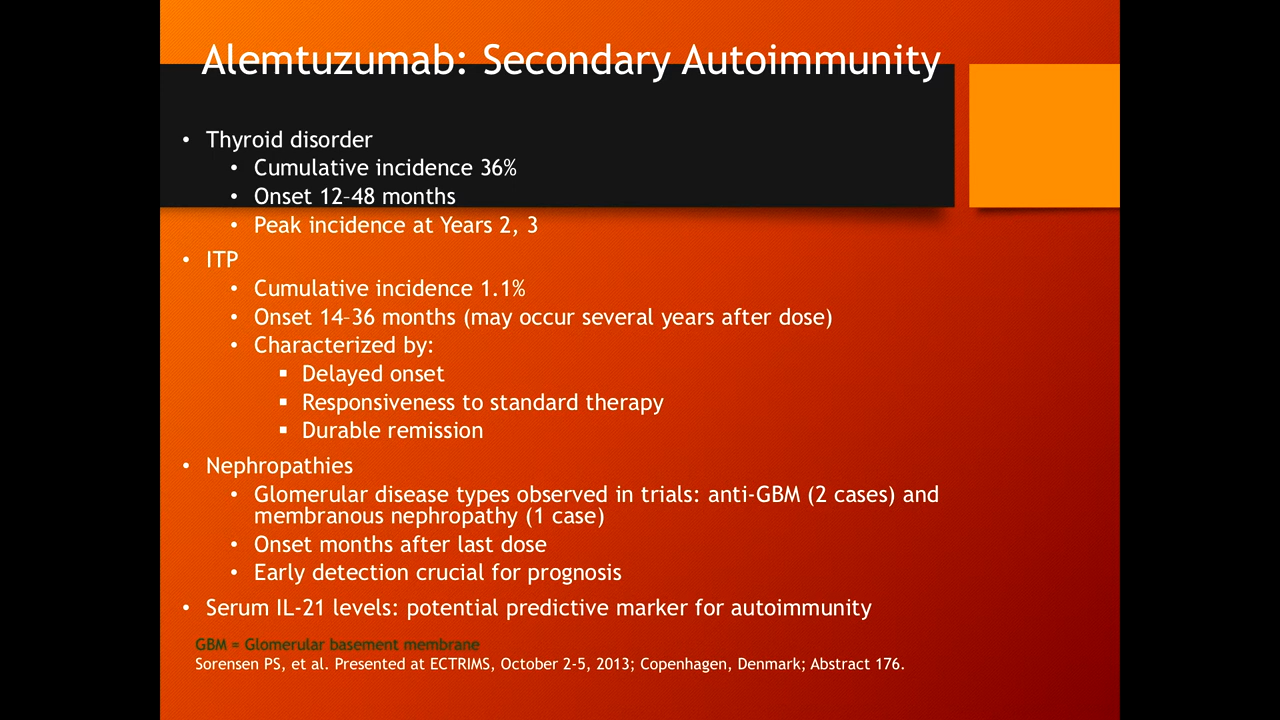 Alemtuzumab: Secondary Autoimmunity
• Thyroid disorder
• Cumulative incidence 36%
• Onset 12–48 months
• Peak incidence at Years 2, 3
• ITP
• Cumulative incidence 1.1%
• Onset 14–36 months (may occur several years after dose)
• Characterized by:
▪ Delayed onset
▪ Responsiveness to standard therapy
▪ Durable remission
• Nephropathies
• Glomerular disease types observed in trials: anti-GBM (2 cases) and
membranous nephropathy (1 case)
• Onset months after last dose
• Early detection crucial for prognosis
• Serum IL-21 levels: potential predictive marker for autoimmunity
GBM = Glomerular basement membrane
Sorensen PS, et al. Presented at ECTRIMS, October 2-5, 2013; Copenhagen, Denmark; Abstract 176.